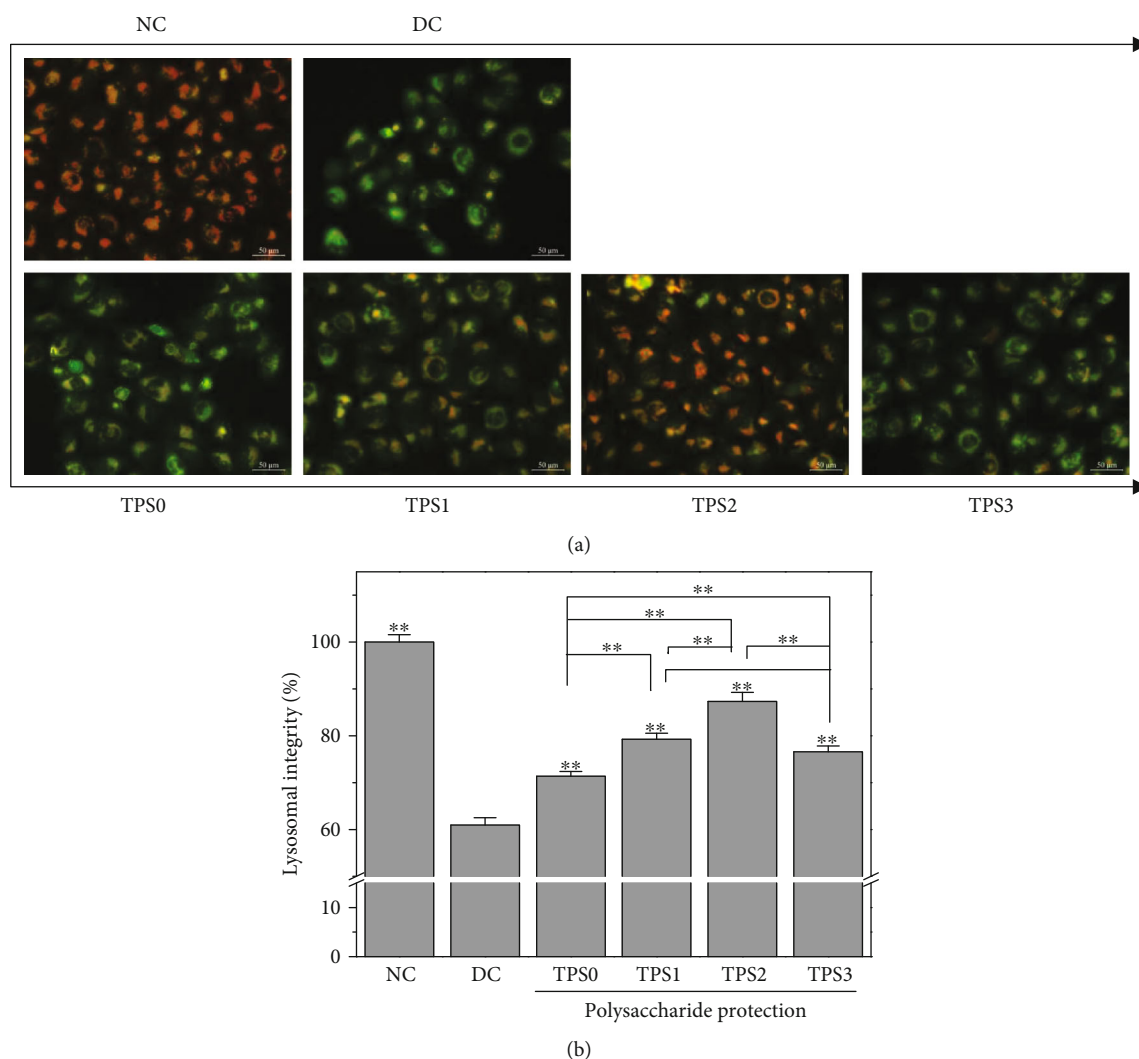 NC DC
50 μm 50 μm
50 μm 50 μm 50 μm 50 μm
TPS0 TPS1 TPS2 TPS3
(a)
**
**
** ** **
**
** ** ** **
Lysosomal integrity (%)
100
80
60
10
0
NC DC TPS0 TPS1 TPS2 TPS3
Polysaccharide protection
(b)